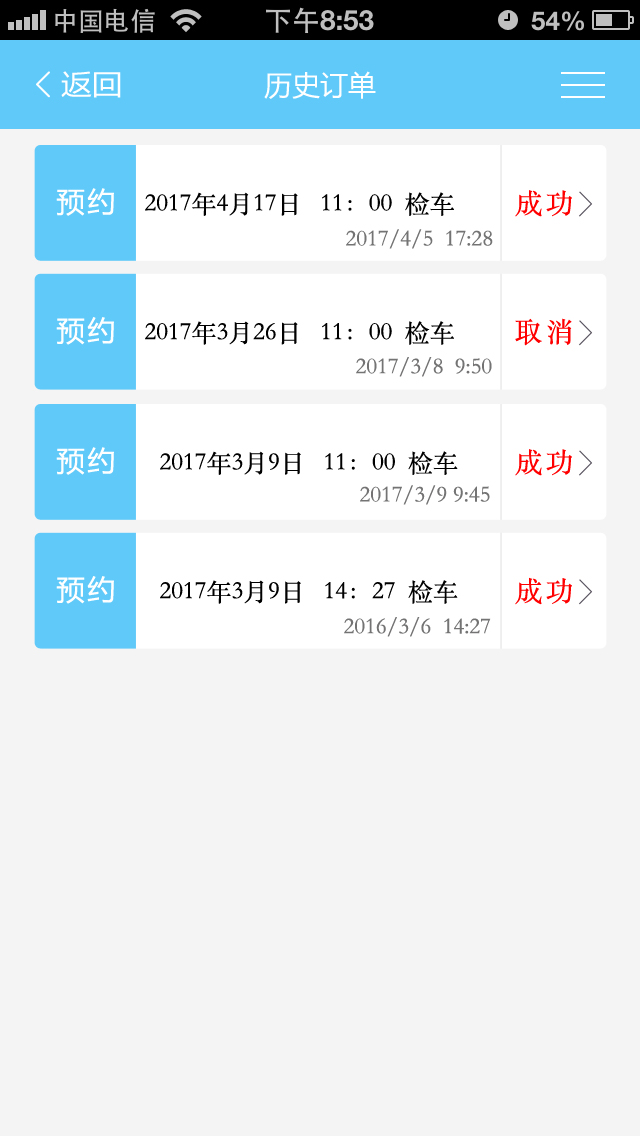 中国电信 下午8:53 54%
返回 历史订单
预约 2017年4月17日 11：00 检车 成功
2017/4/5 17:28
预约 2017年3月26日 11：00 检车 取消
2017/3/8 9:50
预约 2017年3月9日 11：00 检车 成功
2017/3/9 9:45
预约 2017年3月9日 14：27 检车 成功
2016/3/6 14:27